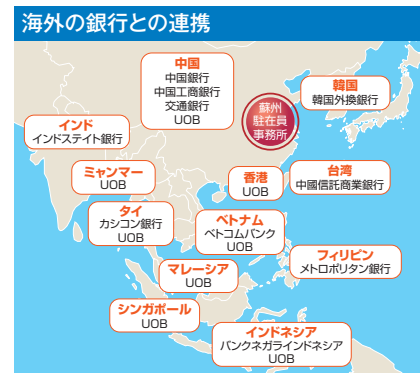 海外の銀行との連携
中国
中国銀行
中国工商銀行
交通銀行
UOB
蘇州
駐在員
事務所
韓国
韓国外換銀行
インド
インドステイト銀行
ミャンマー
UOB
香港
UOB
台湾
中國信託商業銀行
タイ
カシコン銀行
UOB
ベトナム
ベトコムバンク
UOB
フィリピン
メトロポリタン銀行
マレーシア
UOB
シンガポール
UOB
インドネシア
バンクネガラインドネシア
UOB